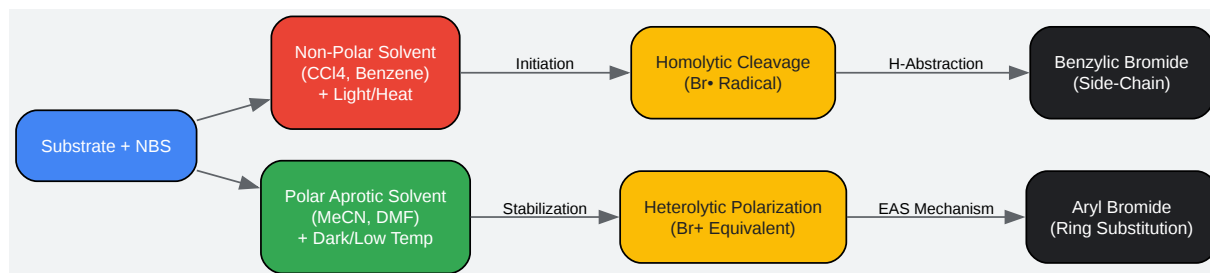 Substrate + NBS
Non-Polar Solvent
(CCl4, Benzene)
+ Light/Heat
Initiation
Homolytic Cleavage
(Br• Radical)
H-Abstraction
Benzylic Bromide
(Side-Chain)
Polar Aprotic Solvent
(MeCN, DMF)
+ Dark/Low Temp
Stabilization
Heterolytic Polarization
(Br+ Equivalent)
EAS Mechanism
Aryl Bromide
(Ring Substitution)